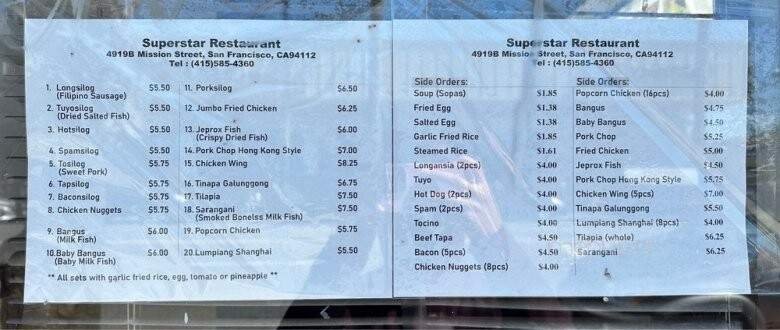 Superstar Restaurant
4919B Mission Street, San Francisco, CA94112
Tel : (415)585-4360
1. Longsilog $5.50
(Filipino Sausage)
2. Tuyosilog $5.50
(Dried Salted Fish)
3. Hotsilog $5.50
4. Spamsilog $5.50
5. Tosilog $5.75
(Sweet Pork)
6. Tapsilog $5.75
7. Baconsilog $5.75
8. Chicken Nuggets $5.75
9. Bangus $6.00
(Milk Fish)
10.Baby Bangus $6.00
(Baby Milk Fish)
11. Porksilog $6.50
12. Jumbo Fried Chicken $6.25
13. Jeprox Fish $6.00
(Crispy Dried Fish)
14. Pork Chop Hong Kong Style $7.00
15. Chicken Wing $8.25
16. Tinapa Galunggong $6.75
17. Tilapia $7.50
18. Sarangani $7.50
(Smoked Bonelss Milk Fish)
19. Popcorn Chicken $5.75
20.Lumpiang Shanghai $5.50
** All sets with garlic fried rice, egg, tomato or pineapple **
Superstar Restaurant
4919B Mission Street, San Francisco, CA94112
Tel : (415)585-4360
Side Orders:
Soup (Sopas) $1.85
Fried Egg $1.38
Salted Egg $1.38
Garlic Fried Rice $1.85
Steamed Rice $1.61
Longansia (2pcs) $4.00
Tuyo $4.00
Hot Dog (2pcs) $4.00
Spam (2pcs) $4.00
Tocino $4.00
Beef Tapa $4.50
Bacon (5pcs) $4.50
Chicken Nuggets (8pcs) $4.00
Side Orders:
Popcorn Chicken (16pcs) $4.00
Bangus $4.75
Baby Bangus $4.50
Pork Chop $5.25
Fried Chicken $5.00
Jeprox Fish $4.50
Pork Chop Hong Kong Style $5.75
Chicken Wing (5pcs) $7.00
Tinapa Galunggong $5.50
Lumpiang Shanghai (8pcs) $4.00
Tilapia (whole) $6.25
Sarangani $6.25